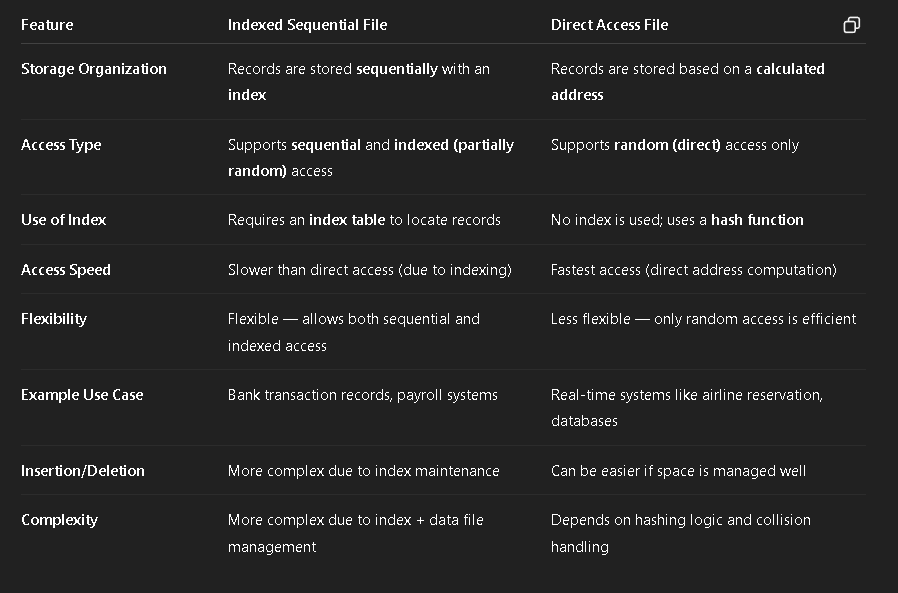 Feature Indexed Sequential File Direct Access File
Storage Organization Records are stored sequentially with an index Records are stored based on a calculated address
Access Type Supports sequential and indexed (partially random) access Supports random (direct) access only
Use of Index Requires an index table to locate records No index is used; uses a hash function
Access Speed Slower than direct access (due to indexing) Fastest access (direct address computation)
Flexibility Flexible — allows both sequential and indexed access Less flexible — only random access is efficient
Example Use Case Bank transaction records, payroll systems Real-time systems like airline reservation, databases
Insertion/Deletion More complex due to index maintenance Can be easier if space is managed well
Complexity More complex due to index + data file management Depends on hashing logic and collision handling